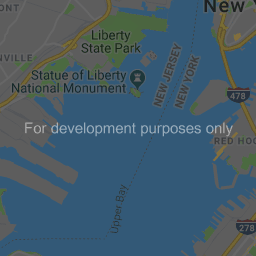 MONT
New Y
Liberty
State Park
NVILLE
Statue of Liberty
National Monument
NEW JERSEY
NEW YORK
478
For development purposes only
RED HOO
Upper Bay
278